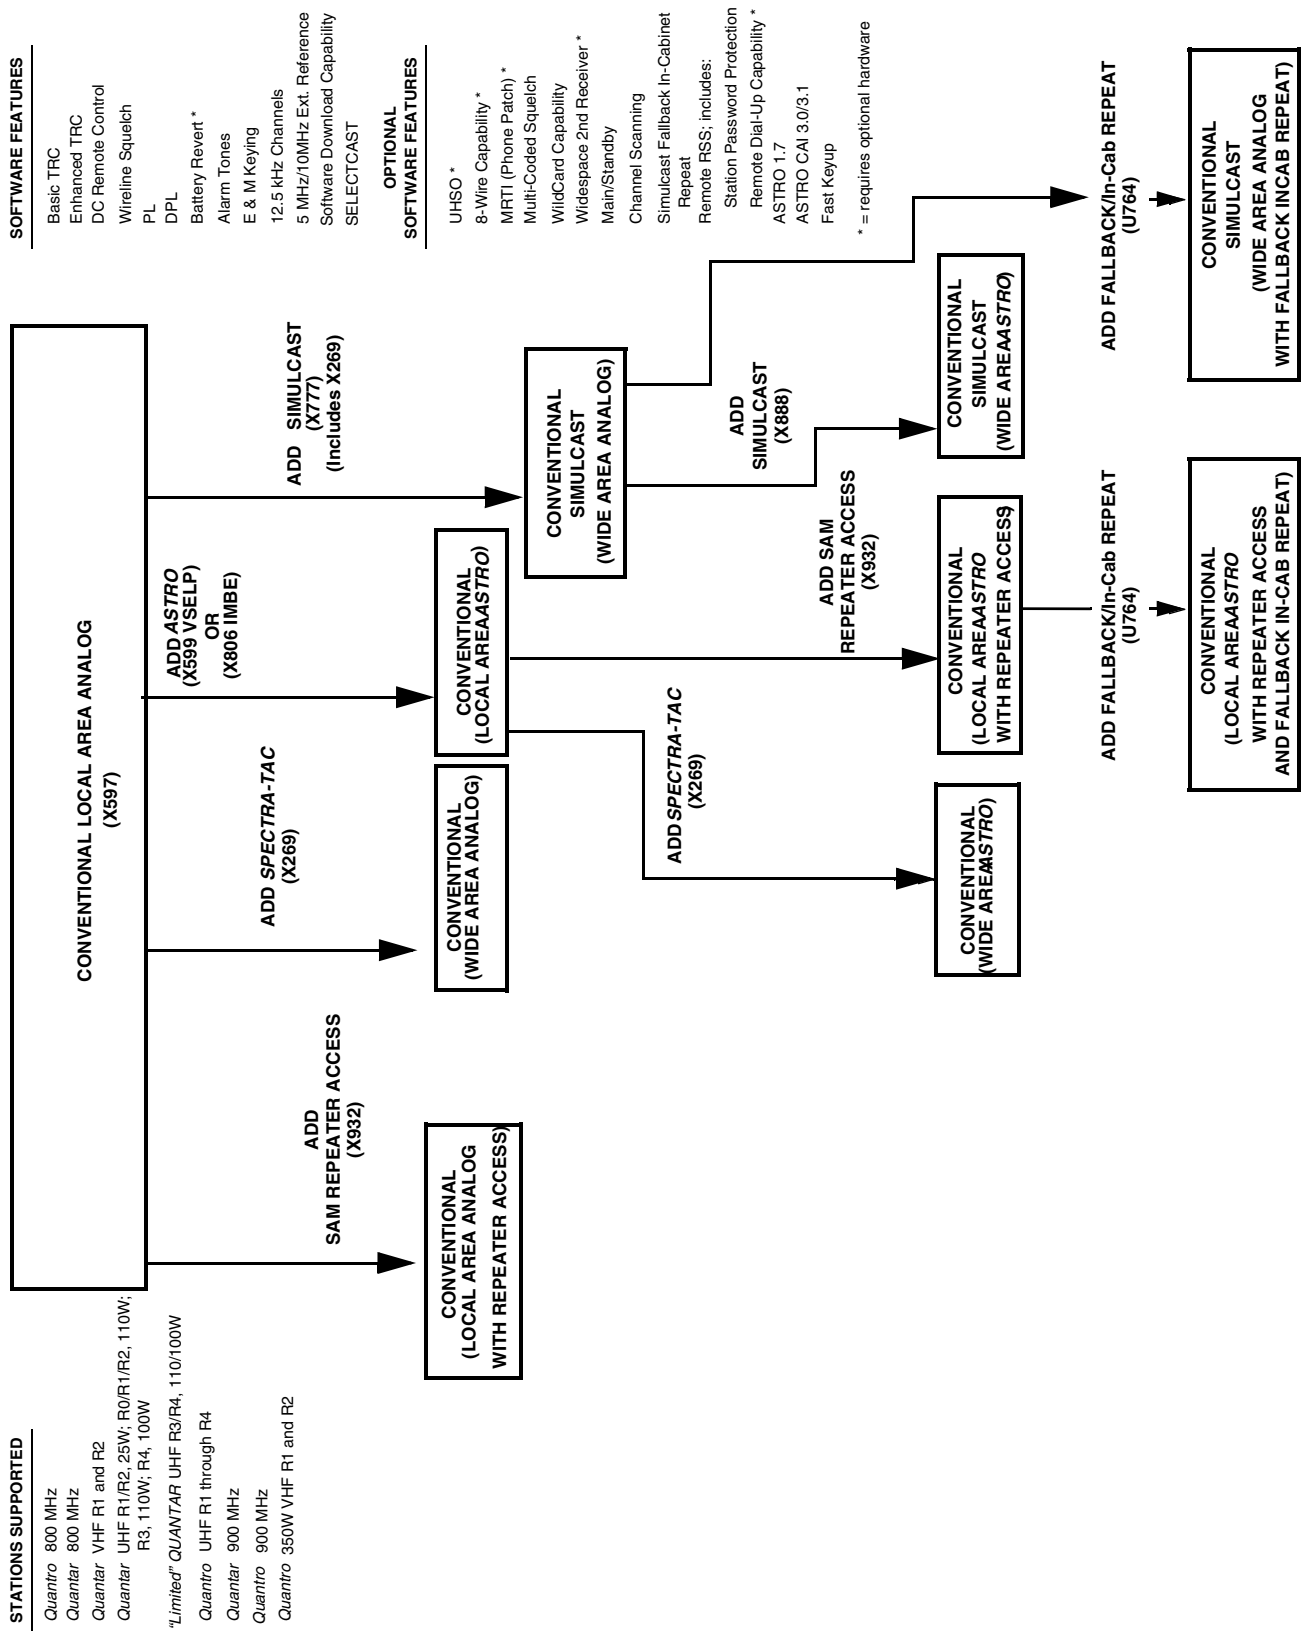 STATIONS SUPPORTED
Quantro 800 MHz
Quantar 800 MHz
Quantar VHF R1 and R2
Quantar UHF R1/R2, 25W; R0/R1/R2, 110W;
R3, 110W; R4, 100W
"Limited" QUANTAR UHF R3/R4, 110/100W
Quantro UHF R1 through R4
Quantar 900 MHz
Quantro 900 MHz
Quantro 350W VHF R1 and R2
CONVENTIONAL LOCAL AREA ANALOG
(X597)
SOFTWARE FEATURES
Basic TRC
Enhanced TRC
DC Remote Control
Wireline Squelch
PL
DPL
Battery Revert *
Alarm Tones
E & M Keying
12.5 kHz Channels
5 MHz/10MHz Ext. Reference
Software Download Capability
SELECTCAST
OPTIONAL
SOFTWARE FEATURES
UHSO *
8-Wire Capability *
MRTI (Phone Patch) *
Multi-Coded Squelch
WildCard Capability
Widespace 2nd Receiver *
Main/Standby
Channel Scanning
Simulcast Fallback In-Cabinet
Repeat
Remote RSS; includes:
Station Password Protection
Remote Dial-Up Capability *
ASTRO 1.7
ASTRO CAI 3.0/3.1
Fast Keyup
* = requires optional hardware
ADD
SAM REPEATER ACCESS
(X932)
ADD SPECTRA-TAC
(X269)
ADD ASTRO
(X599 VSELP)
OR
(X806 IMBE)
ADD SIMULCAST
(X777)
(Includes X269)
CONVENTIONAL
(LOCAL AREA ANALOG
WITH REPEATER ACCESS)
CONVENTIONAL
(WIDE AREA ANALOG)
CONVENTIONAL
(LOCAL AREA ASTRO)
CONVENTIONAL
SIMULCAST
(WIDE AREA ANALOG)
ADD SPECTRA-TAC
(X269)
ADD SAM
REPEATER ACCESS
(X932)
ADD
SIMULCAST
(X888)
CONVENTIONAL
(WIDE AREA ASTRO)
CONVENTIONAL
(LOCAL AREA ASTRO
WITH REPEATER ACCESS)
CONVENTIONAL
SIMULCAST
(WIDE AREA ASTRO)
ADD FALLBACK/In-Cab REPEAT
(U764)
ADD FALLBACK/In-Cab REPEAT
(U764)
CONVENTIONAL
(LOCAL AREA ASTRO
WITH REPEATER ACCESS
AND FALLBACK IN-CAB REPEAT)
CONVENTIONAL
SIMULCAST
(WIDE AREA ANALOG
WITH FALLBACK INCAB REPEAT)